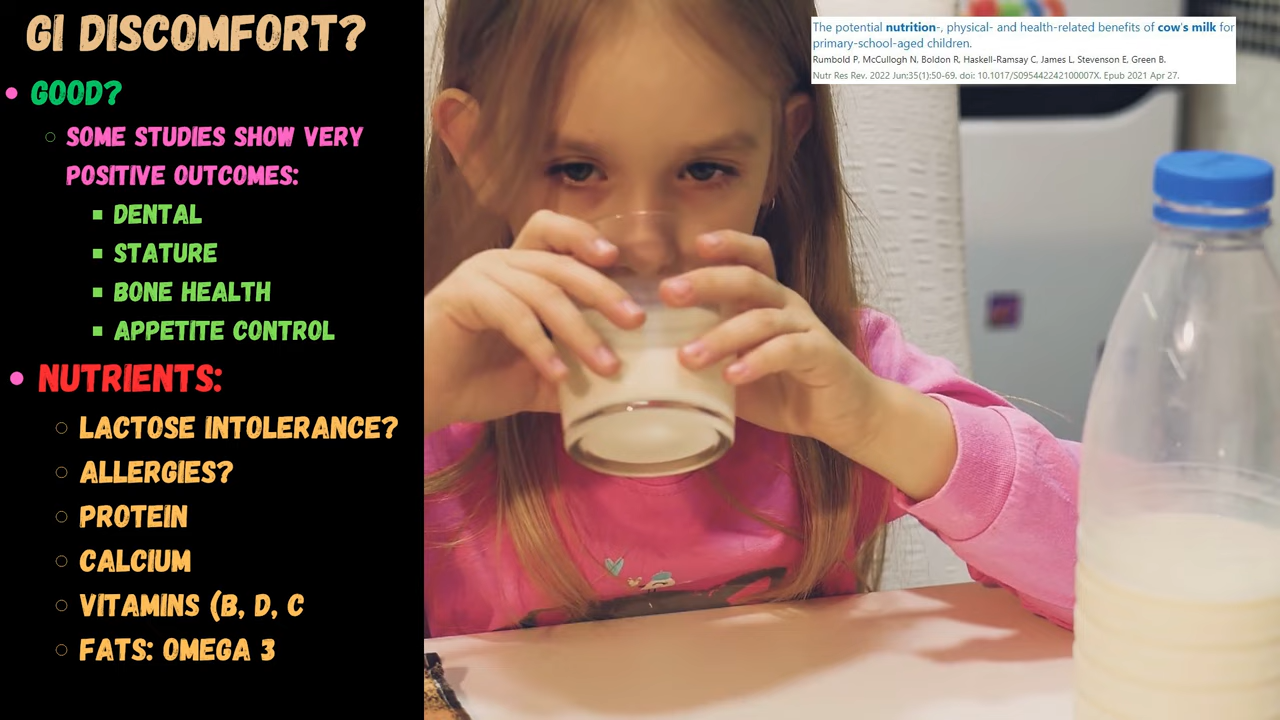 GI DISCOMFORT?
GOOD?
SOME STUDIES SHOW VERY
POSITIVE OUTCOMES:
DENTAL
STATURE
BONE HEALTH
APPETITE CONTROL
NUTRIENTS:
LACTOSE INTOLERANCE?
ALLERGIES?
PROTEIN
CALCIUM
VITAMINS (B, D, C
FATS: OMEGA 3
The potential nutrition-, physical- and health-related benefits of cow's milk for
primary-school-aged children.
Rumbold P, McCullogh N, Boldon R, Haskell-Ramsay C, James L, Stevenson E, Green B.
Nutr Res Rev. 2022 Jun;35(1):50-69. doi: 10.1017/S095442242100007X. Epub 2021 Apr 27.